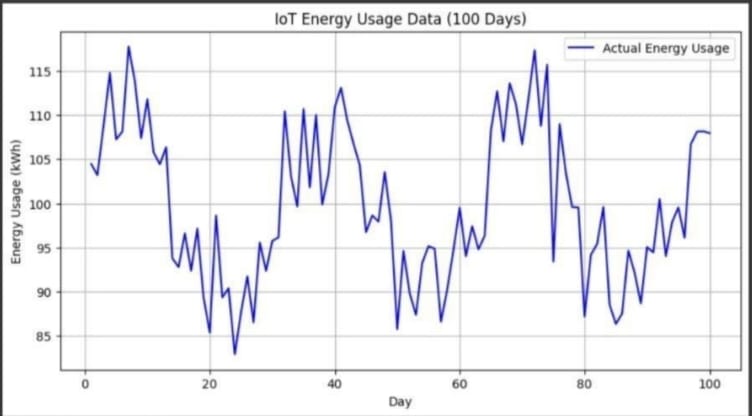 IoT Energy Usage Data (100 Days)
Actual Energy Usage
Energy Usage (kWh)
115
110
105
100
95
90
85
0 20 40 60 80 100
Day